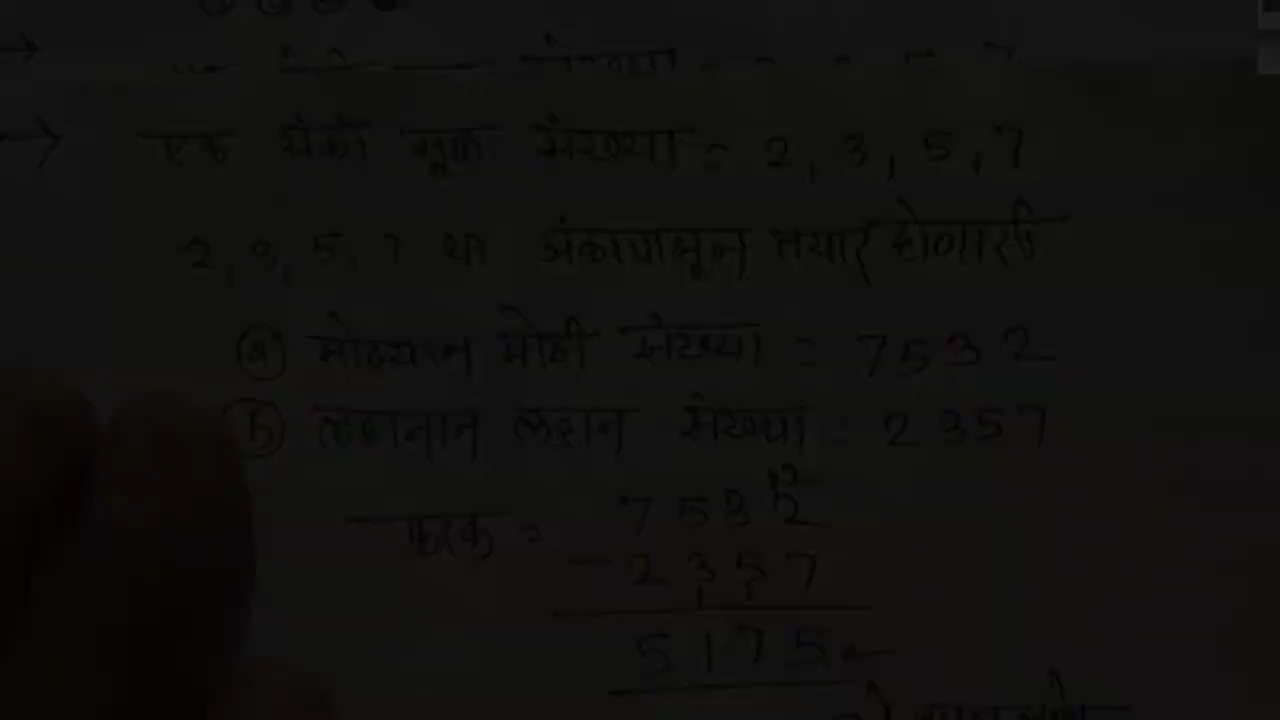 एक अंकी मूळ संख्या = 2, 3, 5, 7
2, 3, 5, 7 या अंकापासून तयार होणारी
(a) मोठ्यात मोठी संख्या = 7532
(b) लहानात लहान संख्या = 2357
फरक = 7532
- 2357
5175